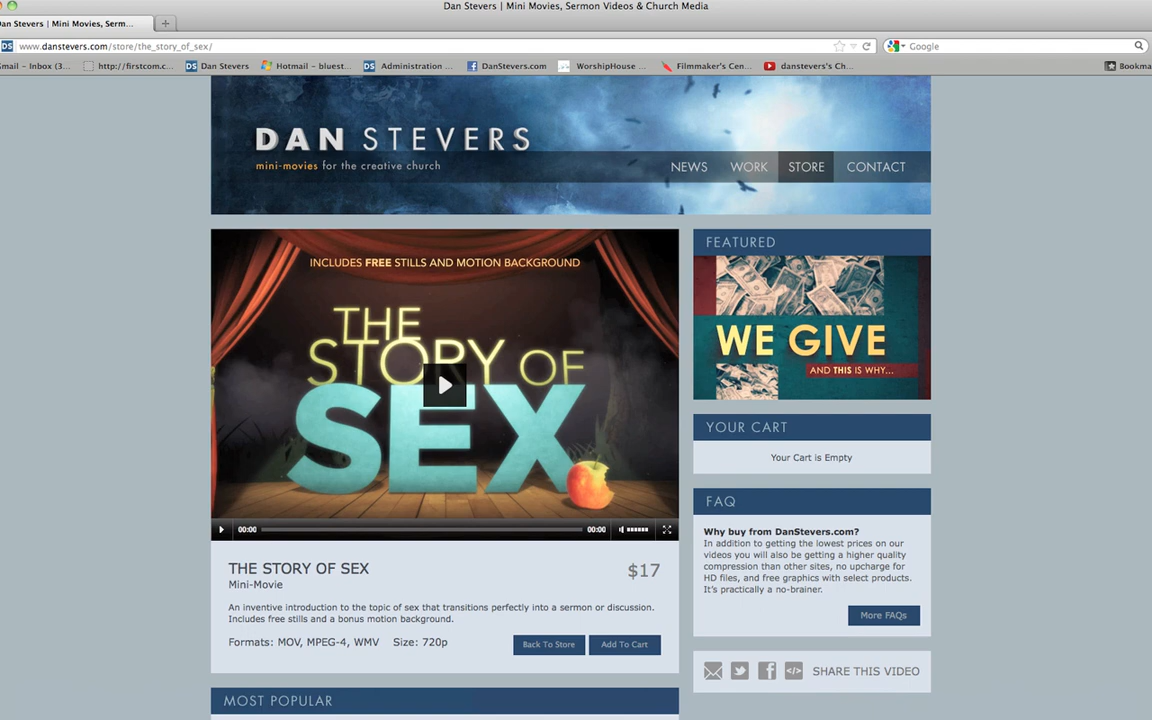 Dan Stevers | Mini Movies, Sermon Videos & Church Media
Dan Stevers | Mini Movies, Serm...
www.danstevers.com/store/the_story_of_sex/
Google
Gmail - Inbox (3...
http://firstcom.c...
DS Dan Stevers
Hotmail - bluest...
DS Administration ...
DanStevers.com
WorshipHouse ...
Filmmaker's Cen...
danstevers's Ch...
Bookma
DAN STEVERS
mini-movies for the creative church
NEWS WORK STORE CONTACT
INCLUDES FREE STILLS AND MOTION BACKGROUND
THE
STORY OF
SEX
00:00 00:00
THE STORY OF SEX
$17
Mini-Movie
An inventive introduction to the topic of sex that transitions perfectly into a sermon or discussion.
Includes free stills and a bonus motion background.
Formats: MOV, MPEG-4, WMV Size: 720p
Back To Store Add To Cart
MOST POPULAR
FEATURED
WE GIVE
AND THIS IS WHY...
YOUR CART
Your Cart is Empty
FAQ
Why buy from DanStevers.com?
In addition to getting the lowest prices on our
videos you will also be getting a higher quality
compression than other sites, no upcharge for
HD files, and free graphics with select products.
It's practically a no-brainer.
More FAQs
SHARE THIS VIDEO